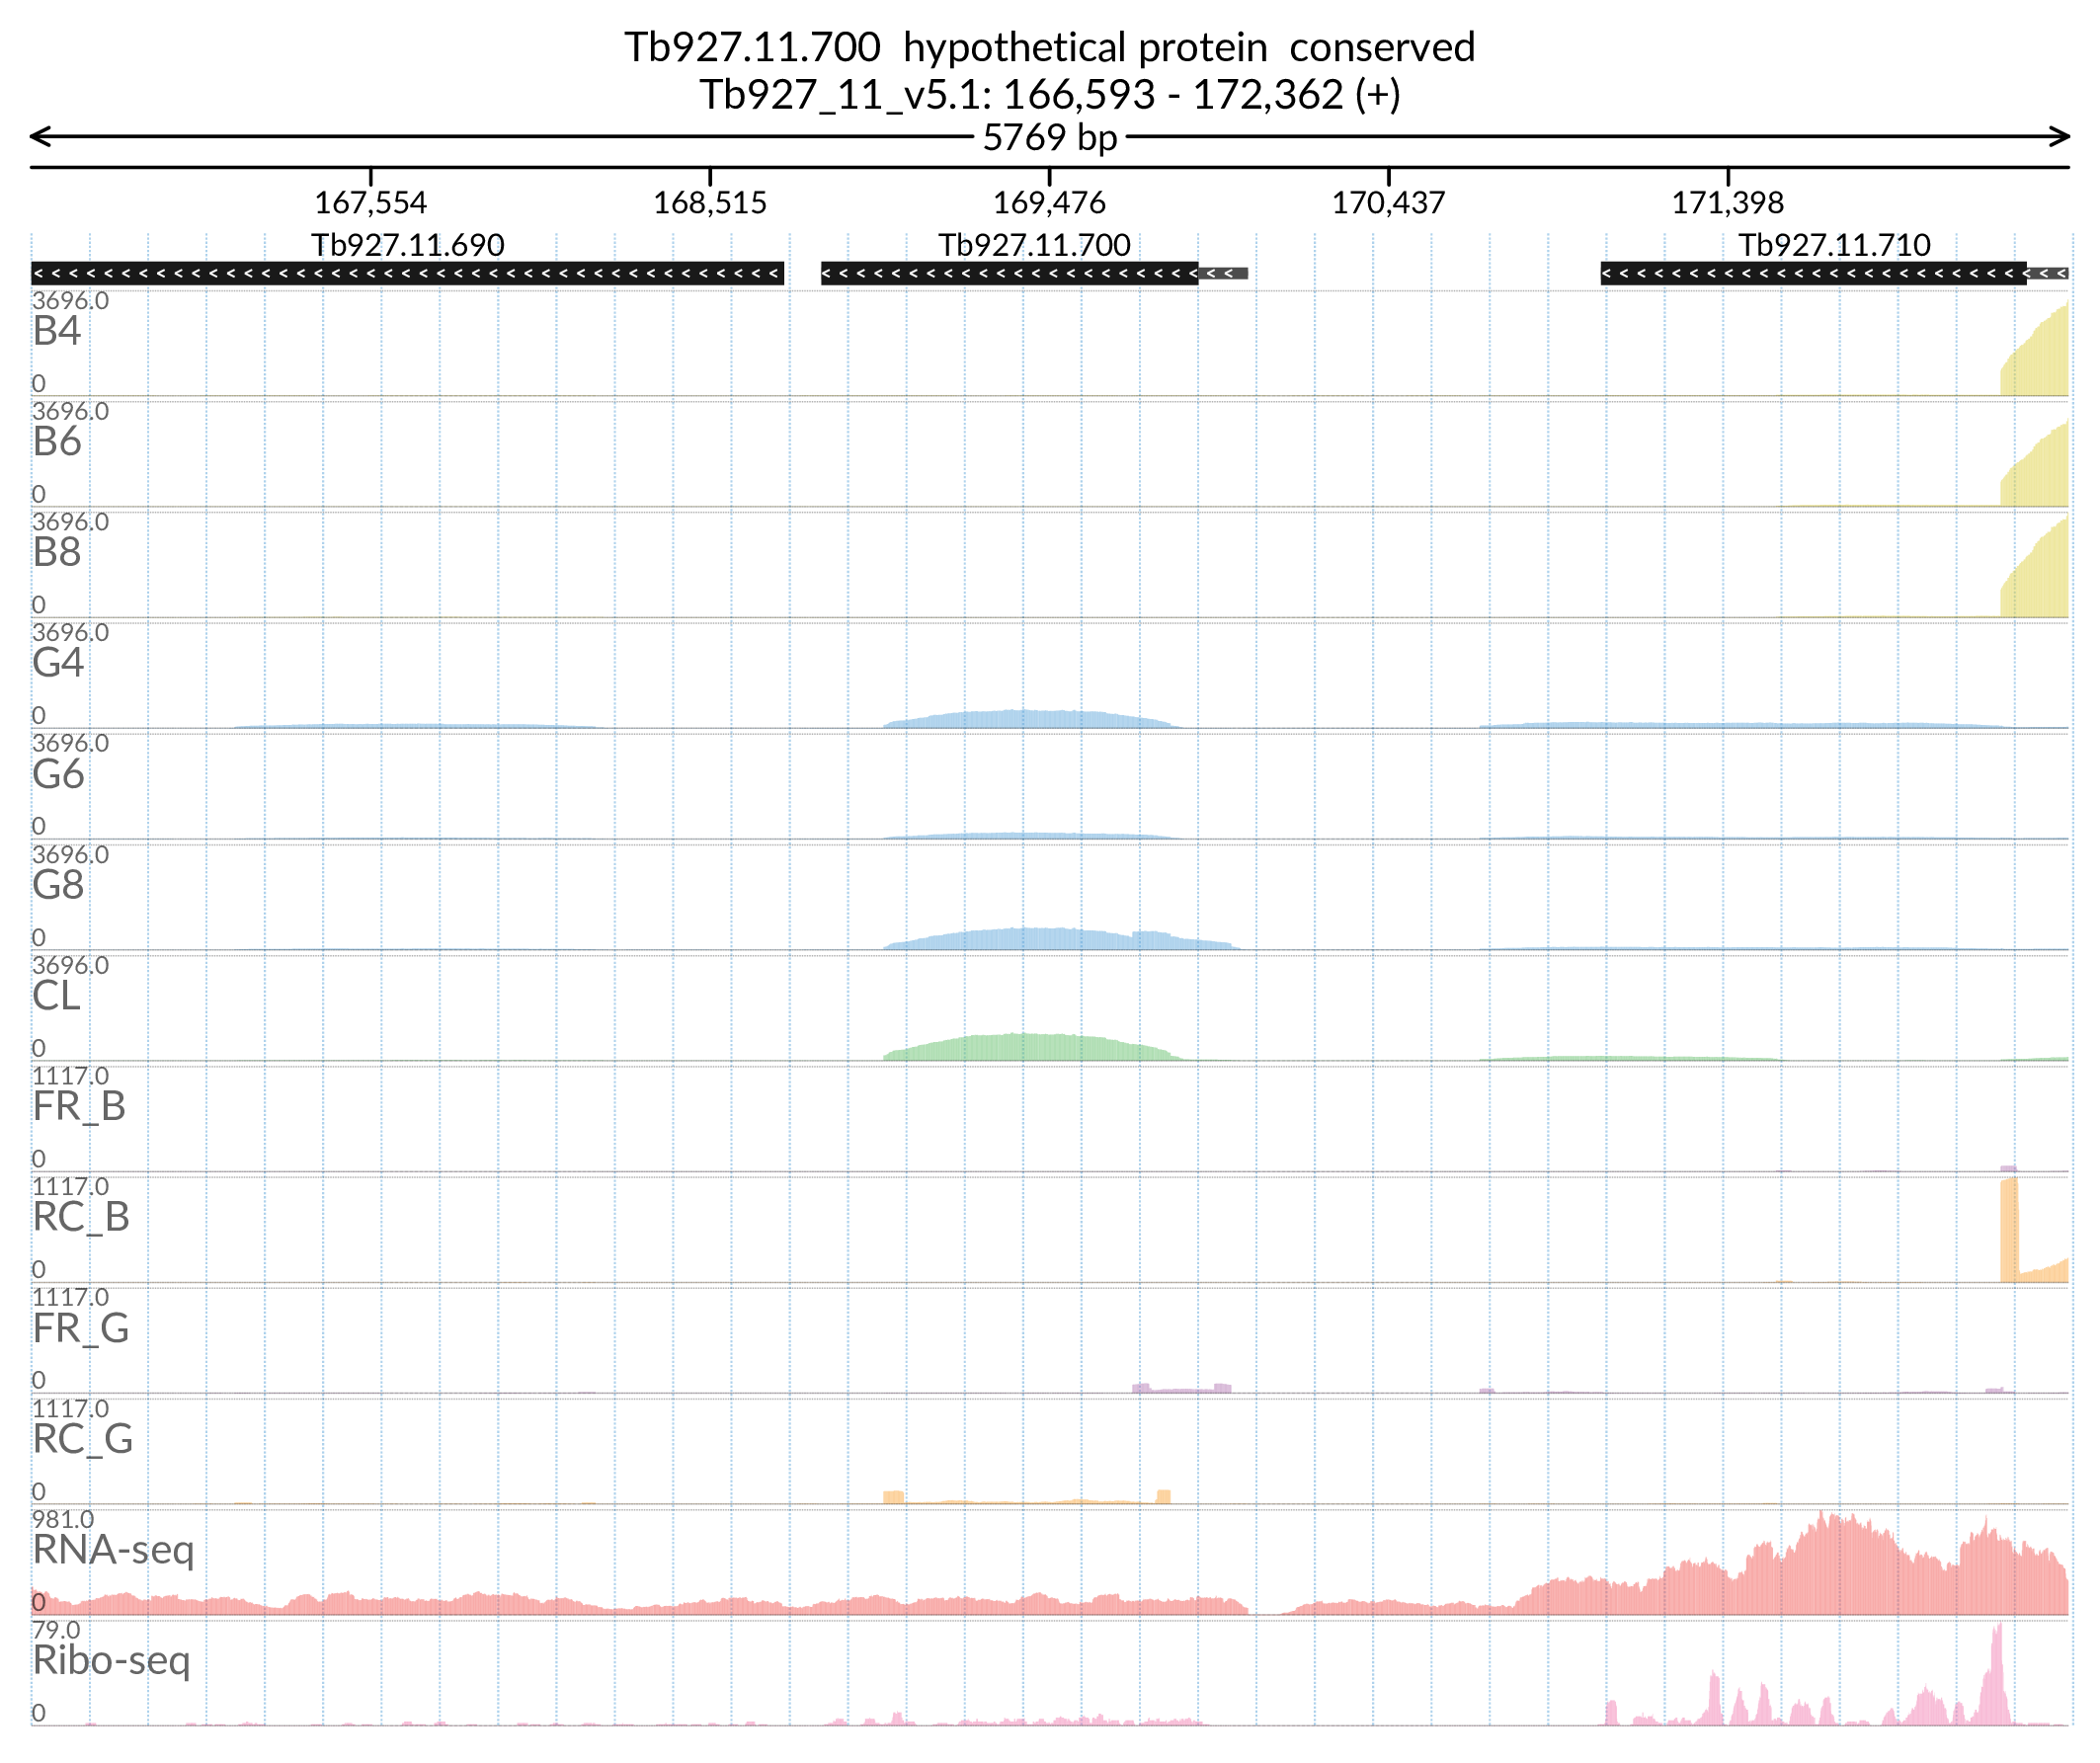 Tb927.11.700  hypothetical protein  conserved
Tb927_11_v5.1: 166,593 - 172,362 (+)
5769 bp
167,554 168,515 169,476 170,437 171,398
Tb927.11.690 Tb927.11.700 Tb927.11.710
3696.0
B4
0
3696.0
B6
0
3696.0
B8
0
3696.0
G4
0
3696.0
G6
0
3696.0
G8
0
3696.0
CL
0
1117.0
FR_B
0
1117.0
RC_B
0
1117.0
FR_G
0
1117.0
RC_G
0
981.0
RNA-seq
0
79.0
Ribo-seq
0